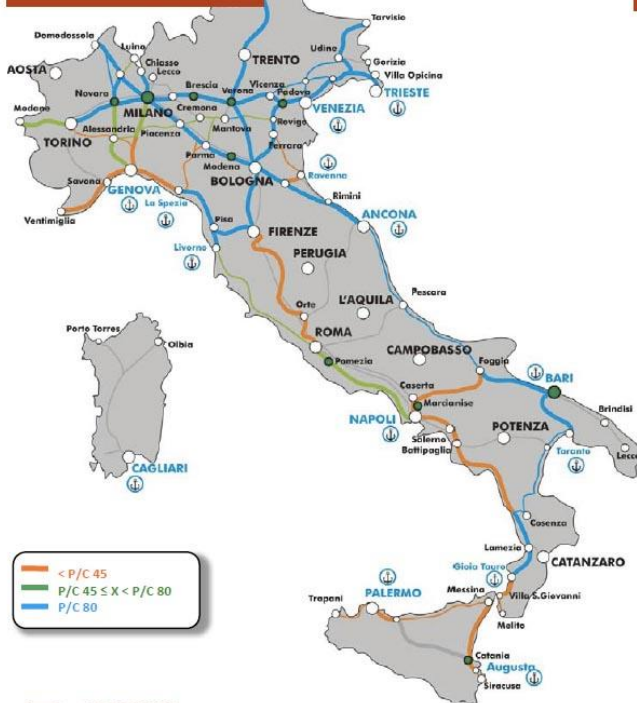 Tarvisio
Domodossola
Luino
TRENTO
Udine
Gorizia
Chiasso
Lecco
AOSTA
Villa Opicina
TRIESTE
Novara
Brescia
Verona
Vicenza
Padova
MILANO
Cremona
VENEZIA
Modane
Alessandria
Piacenza
Mantova
Rovigo
TORINO
Parma
Ferrara
Modena
BOLOGNA
Ravenna
Savona
GENOVA
La Spezia
Rimini
Ventimiglia
Pisa
FIRENZE
ANCONA
Livorno
PERUGIA
Orte
L'AQUILA
Pescara
Porto Torres
Olbia
ROMA
CAMPOBASSO
Pomezia
Foggia
BARI
Caserta
Marcianise
NAPOLI
POTENZA
Brindisi
Salerno
Battipaglia
Taranto
Lecce
CAGLIARI
Cosenza
Lamezia
CATANZARO
< P/C 45
P/C 45 ≤ X < P/C 80
P/C 80
Gioia Tauro
Messina
Villa S.Giovanni
Trapani
PALERMO
Melito
Catania
Augusta
Siracusa